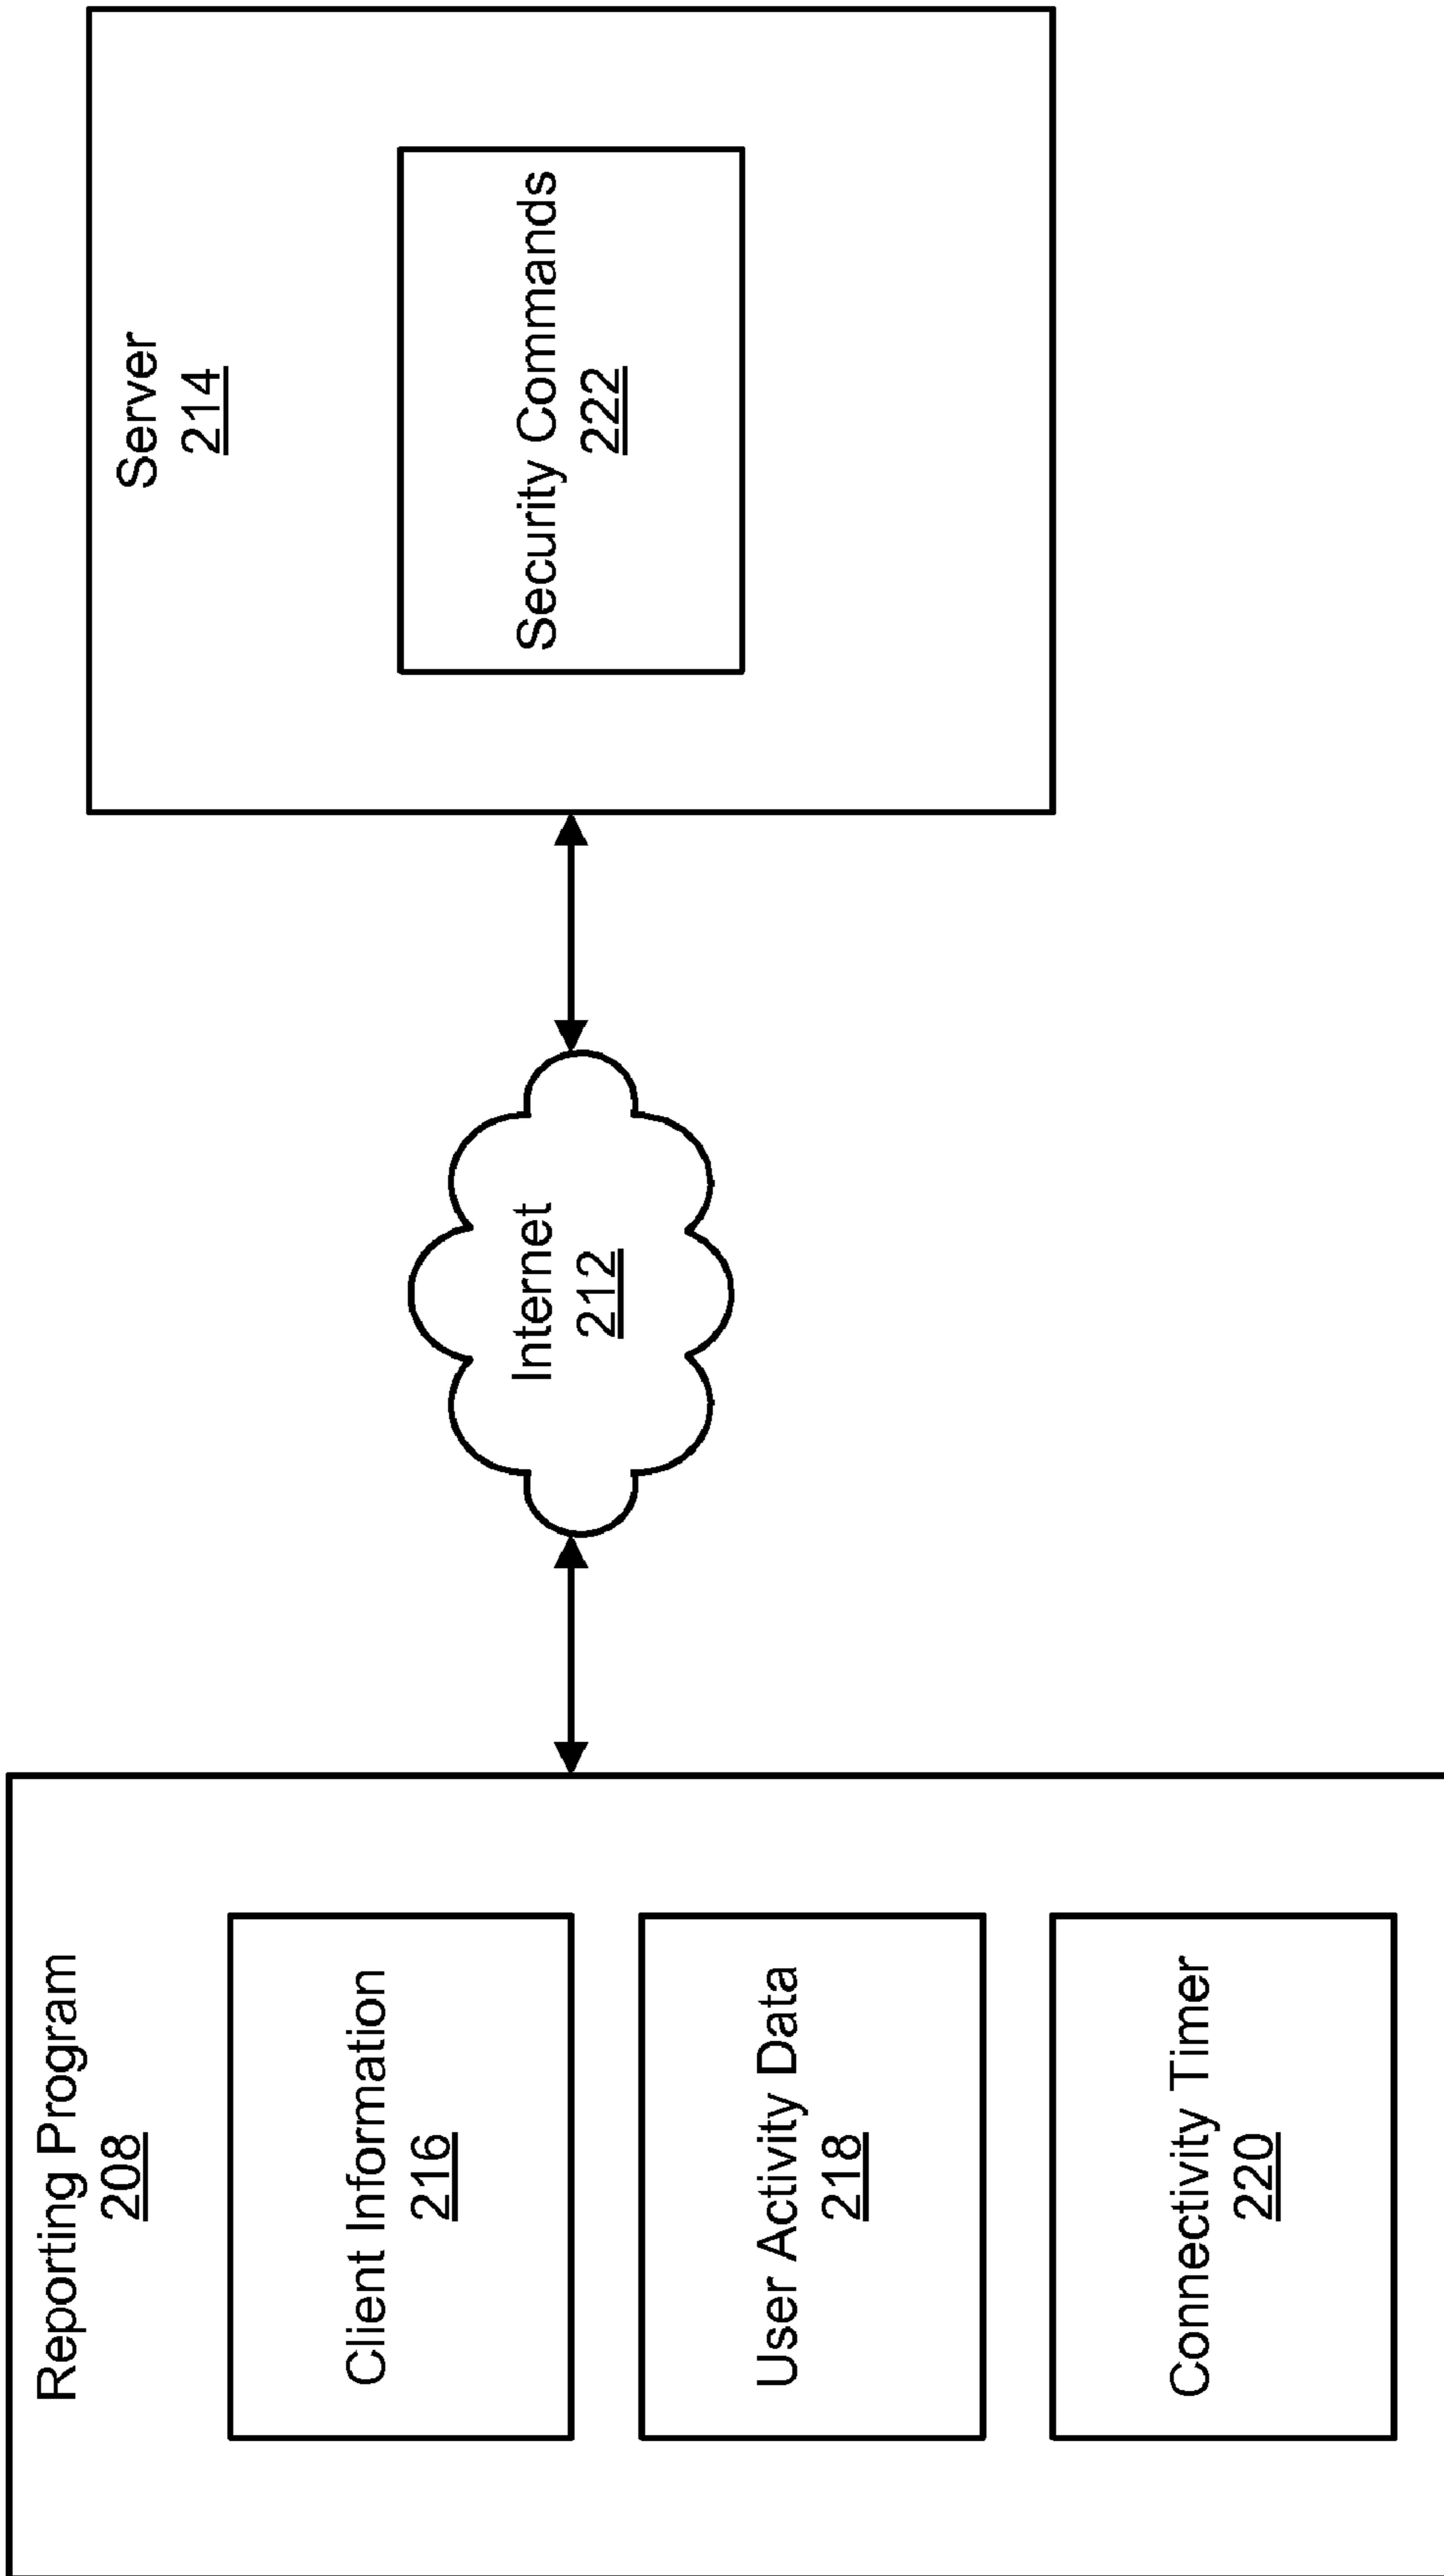 Reporting Program
208
Client Information
216
User Activity Data
218
Connectivity Timer
220
Internet
212
Server
214
Security Commands
222